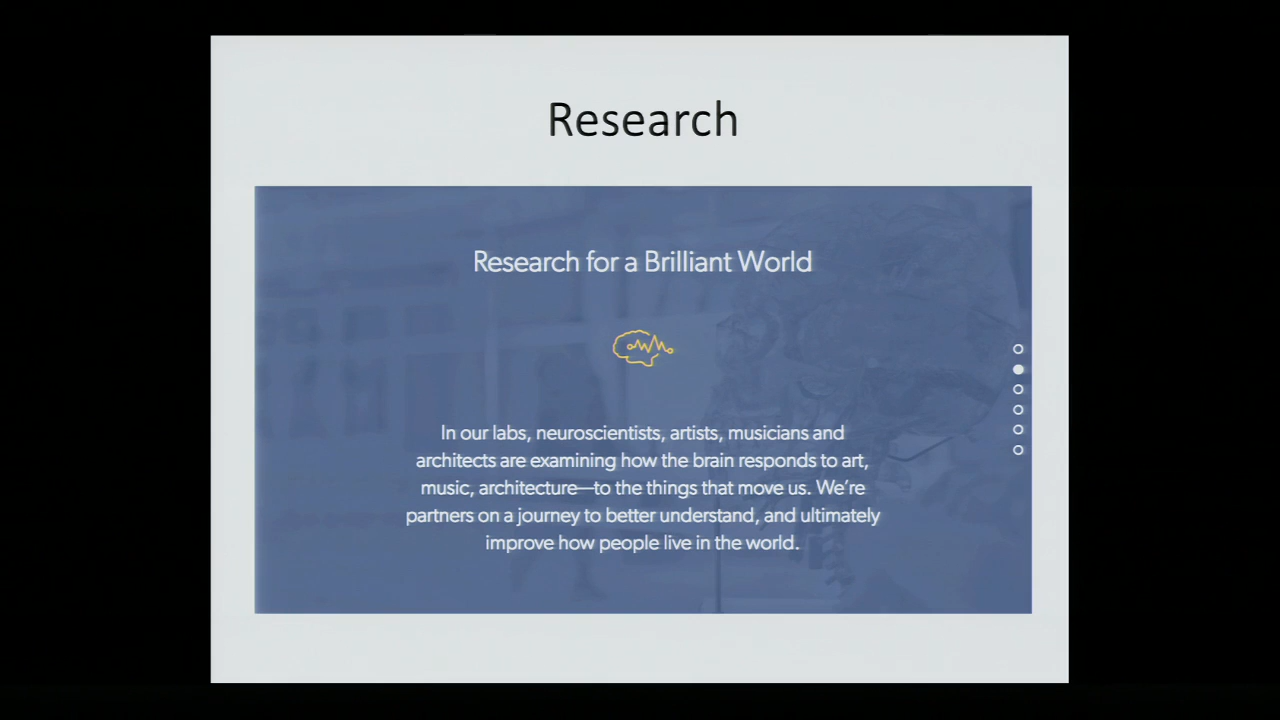 Research
Research for a Brilliant World
In our labs, neuroscientists, artists, musicians and
architects are examining how the brain responds to art,
music, architecture—to the things that move us. We're
partners on a journey to better understand, and ultimately
improve how people live in the world.